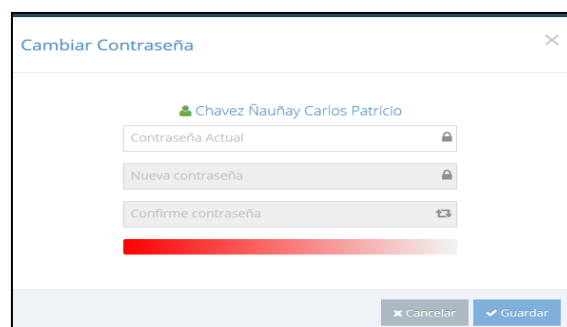 Cambiar Contraseña
Chavez Ñauñay Carlos Patricio
Contraseña Actual
Nueva contraseña
Confirme contraseña
Cancelar
Guardar